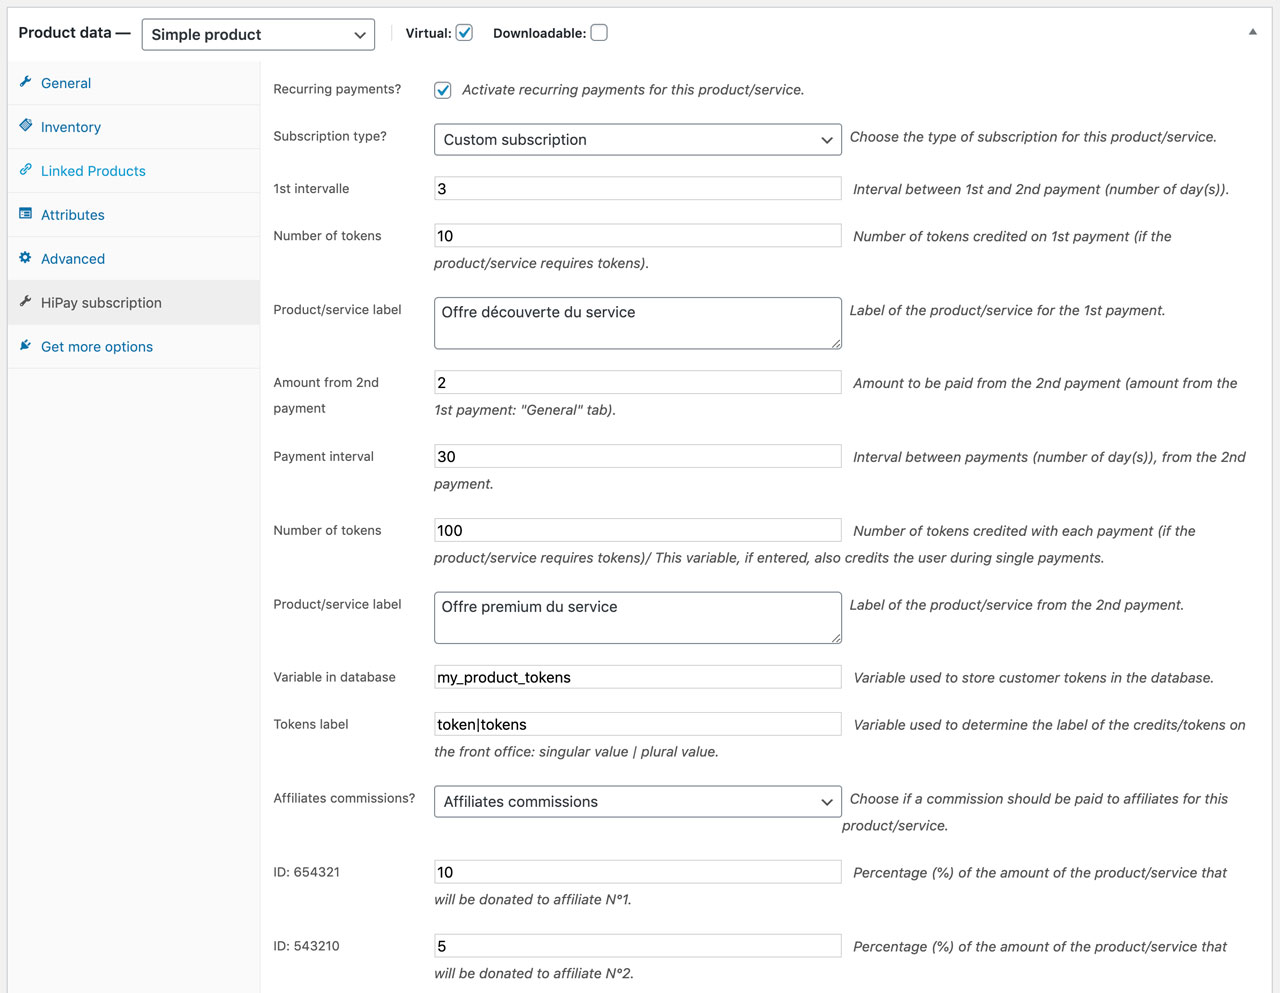 Product data — Simple product Virtual: Downloadable:
General
Inventory
Linked Products
Attributes
Advanced
HiPay subscription
Get more options
Recurring payments? Activate recurring payments for this product/service.
Subscription type? Custom subscription Choose the type of subscription for this product/service.
1st intervalle 3 Interval between 1st and 2nd payment (number of day(s)).
Number of tokens 10 Number of tokens credited on 1st payment (if the
product/service requires tokens).
Product/service label Offre découverte du service Label of the product/service for the 1st payment.
Amount from 2nd 2 Amount to be paid from the 2nd payment (amount from the
payment 1st payment: "General" tab).
Payment interval 30 Interval between payments (number of day(s)), from the 2nd
payment.
Number of tokens 100 Number of tokens credited with each payment (if the
product/service requires tokens)/ This variable, if entered, also credits the user during single payments.
Product/service label Offre premium du service Label of the product/service from the 2nd payment.
Variable in database my_product_tokens Variable used to store customer tokens in the database.
Tokens label token|tokens Variable used to determine the label of the credits/tokens on
the front office: singular value | plural value.
Affiliates commissions? Affiliates commissions Choose if a commission should be paid to affiliates for this
product/service.
ID: 654321 10 Percentage (%) of the amount of the product/service that
will be donated to affiliate N°1.
ID: 543210 5 Percentage (%) of the amount of the product/service that
will be donated to affiliate N°2.